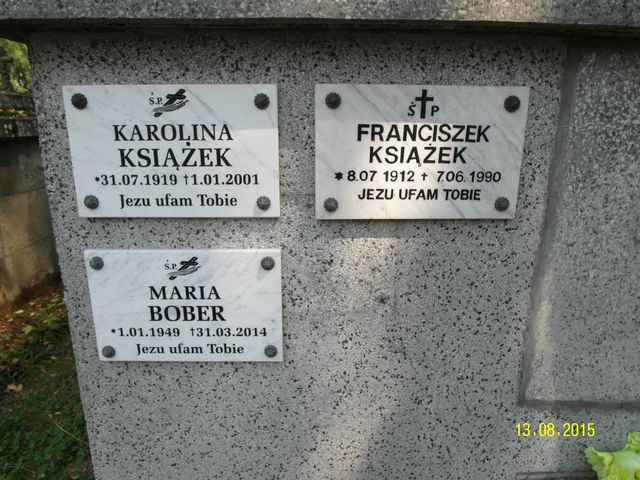 Ś.P.
KAROLINA
KSIĄŻEK
*31.07.1919 †1.01.2001
Jezu ufam Tobie
Ś P
FRANCISZEK
KSIĄŻEK
* 8.07 1912 † 7.06.1990
JEZU UFAM TOBIE
Ś.P.
MARIA
BOBER
*1.01.1949 †31.03.2014
Jezu ufam Tobie
13.08.2015